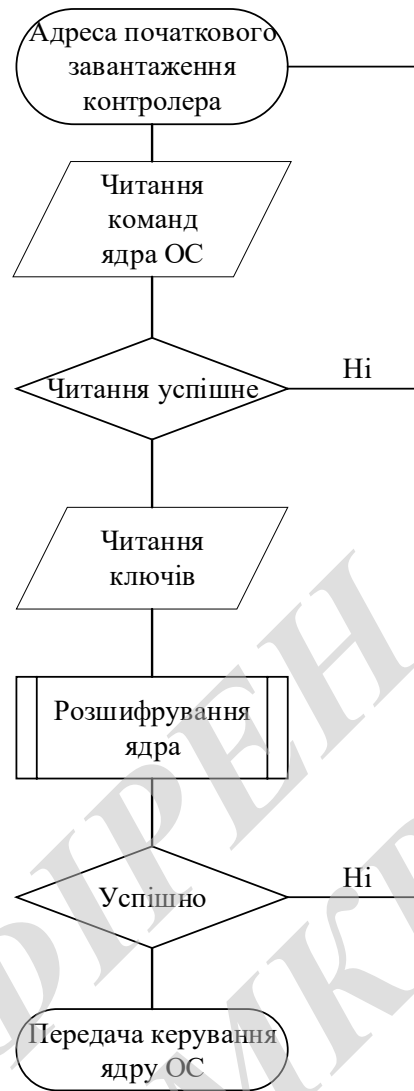 Адреса початкового
завантаження
контролера
Читання
команд
ядра ОС
Читання успішне
Ні
Читання
ключів
Розшифрування
ядра
Успішно
Ні
Передача керування
ядру ОС